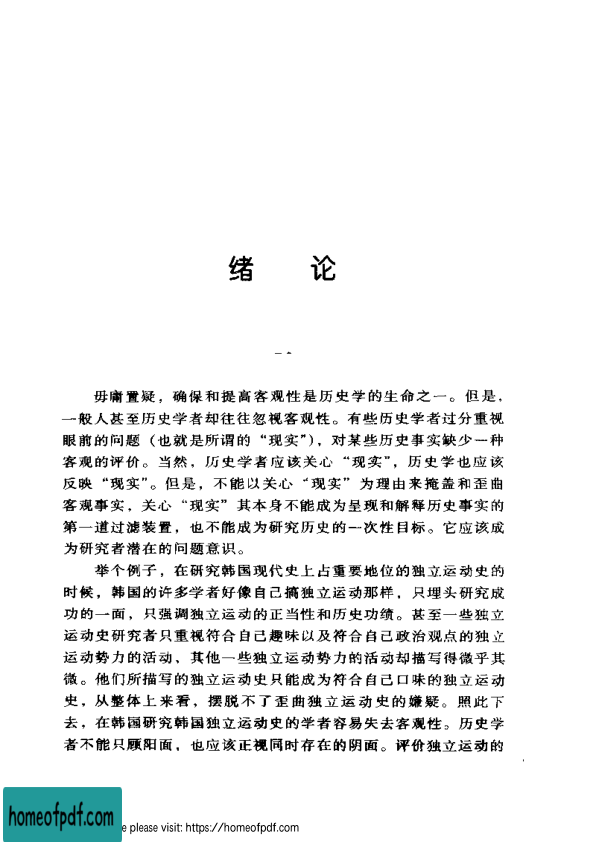 绪 论
一
毋庸置疑，确保和提高客观性是历史学的生命之一。但是，
一般人甚至历史学者却往往忽视客观性。有些历史学者过分重视
眼前的问题（也就是所谓的“现实”），对某些历史事实缺少一种
客观的评价。当然，历史学者应该关心“现实”，历史学也应该
反映“现实”。但是，不能以关心“现实”为理由来掩盖和歪曲
客观事实，关心“现实”其本身不能成为呈现和解释历史事实的
第一道过滤装置，也不能成为研究历史的一次性目标。它应该成
为研究者潜在的问题意识。
举个例子，在研究韩国现代史上占重要地位的独立运动史的
时候，韩国的许多学者好像自己搞独立运动那样，只埋头研究成
功的一面，只强调独立运动的正当性和历史功绩。甚至一些独立
运动史研究者只重视符合自己趣味以及符合自己政治观点的独立
运动势力的活动，其他一些独立运动势力的活动却描写得微乎其
微。他们所描写的独立运动史只能成为符合自己口味的独立运动
史，从整体上来看，摆脱不了歪曲独立运动史的嫌疑。照此下
去，在韩国研究韩国独立运动史的学者容易失去客观性。历史学
者不能只顾阳面，也应该正视同时存在的阴面。评价独立运动的
homeofpdf.com
e please visit: https://homeofpdf.com